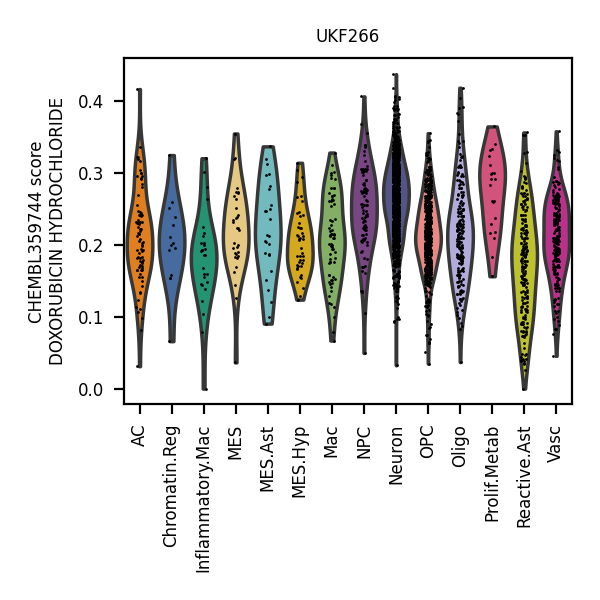 UKF266
CHEMBL359744 score
DOXORUBICIN HYDROCHLORIDE
0.4
0.3
0.2
0.1
0.0
AC
Chromatin.Reg
Inflammatory.Mac
MES
MES.Ast
MES.Hyp
Mac
NPC
Neuron
OPC
Oligo
Prolif.Metab
Reactive.Ast
Vasc